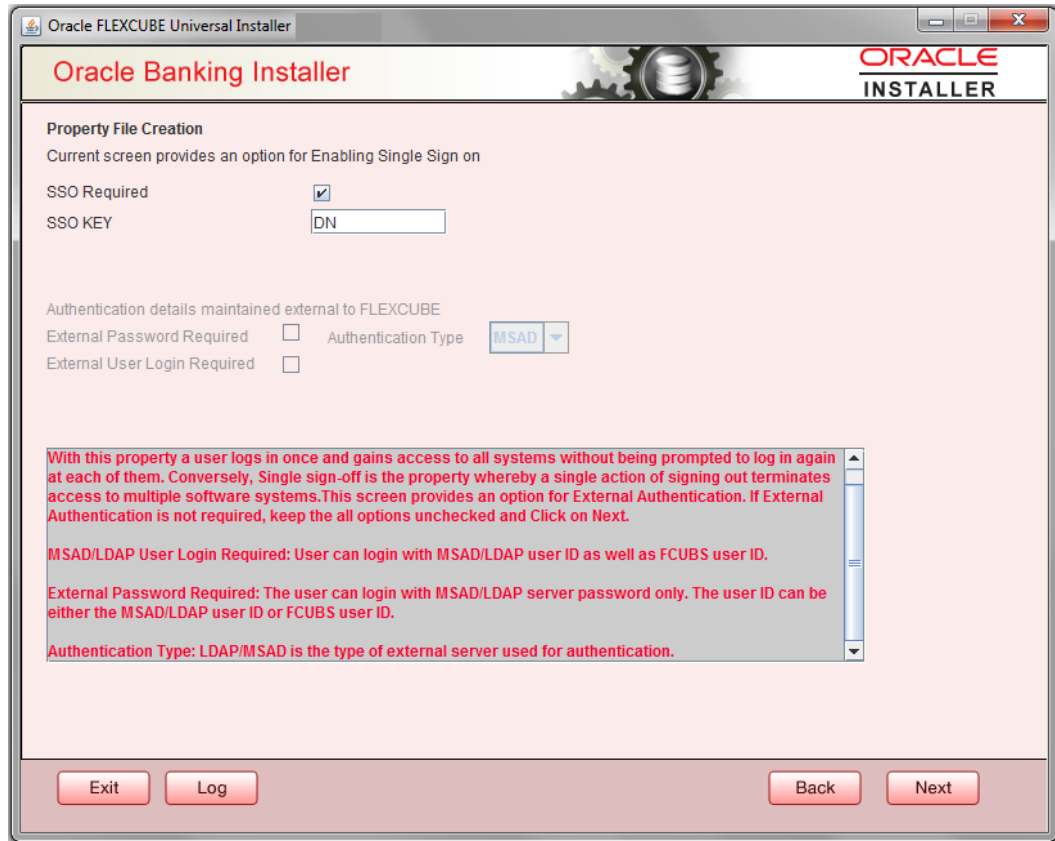 Oracle FLEXCUBE Universal Installer
Oracle Banking Installer
ORACLE
INSTALLER
Property File Creation
Current screen provides an option for Enabling Single Sign on
SSO Required
SSO KEY DN
Authentication details maintained external to FLEXCUBE
External Password Required Authentication Type MSAD
External User Login Required
With this property a user logs in once and gains access to all systems without being prompted to log in again
at each of them. Conversely, Single sign-off is the property whereby a single action of signing out terminates
access to multiple software systems.This screen provides an option for External Authentication. If External
Authentication is not required, keep the all options unchecked and Click on Next.
MSAD/LDAP User Login Required: User can login with MSAD/LDAP user ID as well as FCUBS user ID.
External Password Required: The user can login with MSAD/LDAP server password only. The user ID can be
either the MSAD/LDAP user ID or FCUBS user ID.
Authentication Type: LDAP/MSAD is the type of external server used for authentication.
Exit Log Back Next